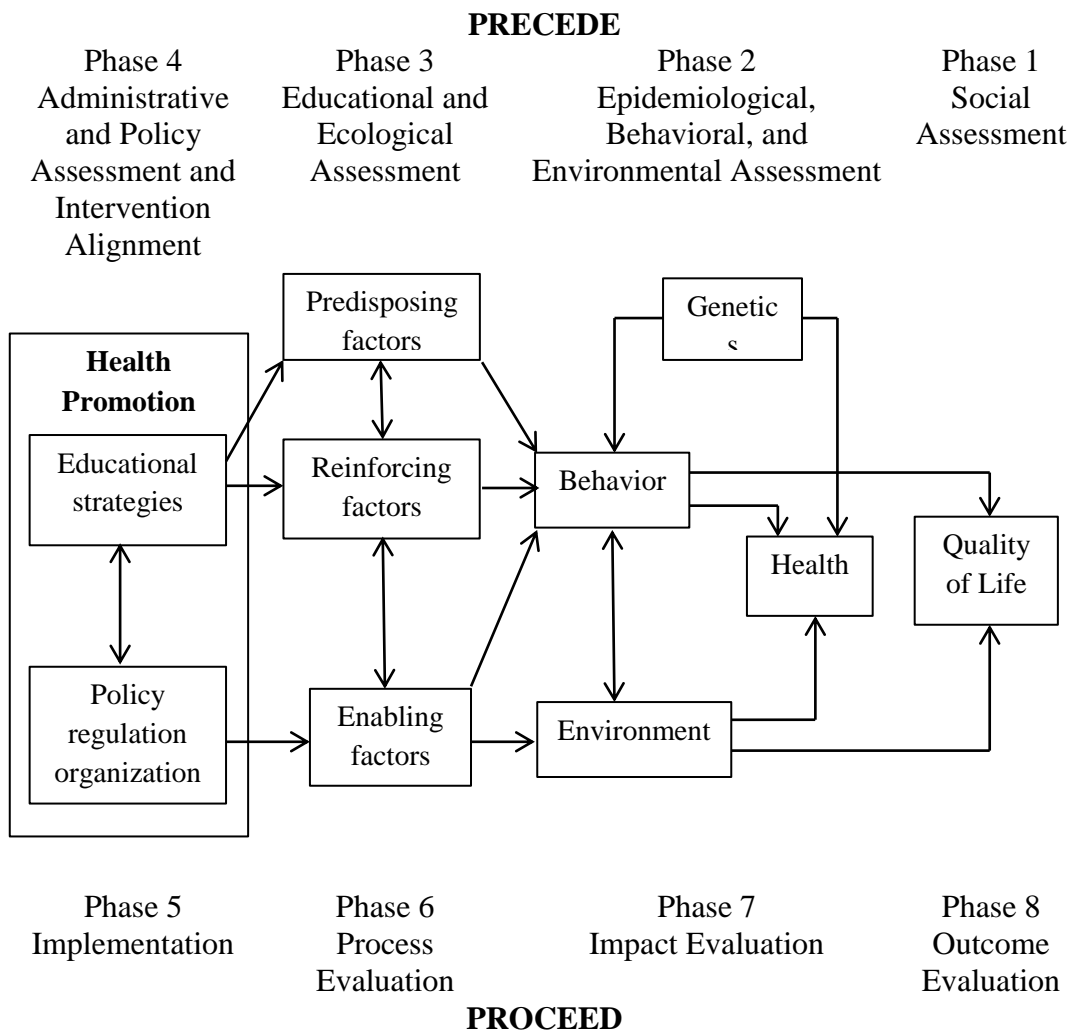 PRECEDE
Phase 4
Administrative
and Policy
Assessment and
Intervention
Alignment
Phase 3
Educational and
Ecological
Assessment
Phase 2
Epidemiological,
Behavioral, and
Environmental Assessment
Phase 1
Social
Assessment
Predisposing
factors
Genetic
s
Health
Promotion
Educational
strategies
Reinforcing
factors
Behavior
Health
Quality
of Life
Policy
regulation
organization
Enabling
factors
Environment
Phase 5
Implementation
Phase 6
Process
Evaluation
Phase 7
Impact Evaluation
Phase 8
Outcome
Evaluation
PROCEED